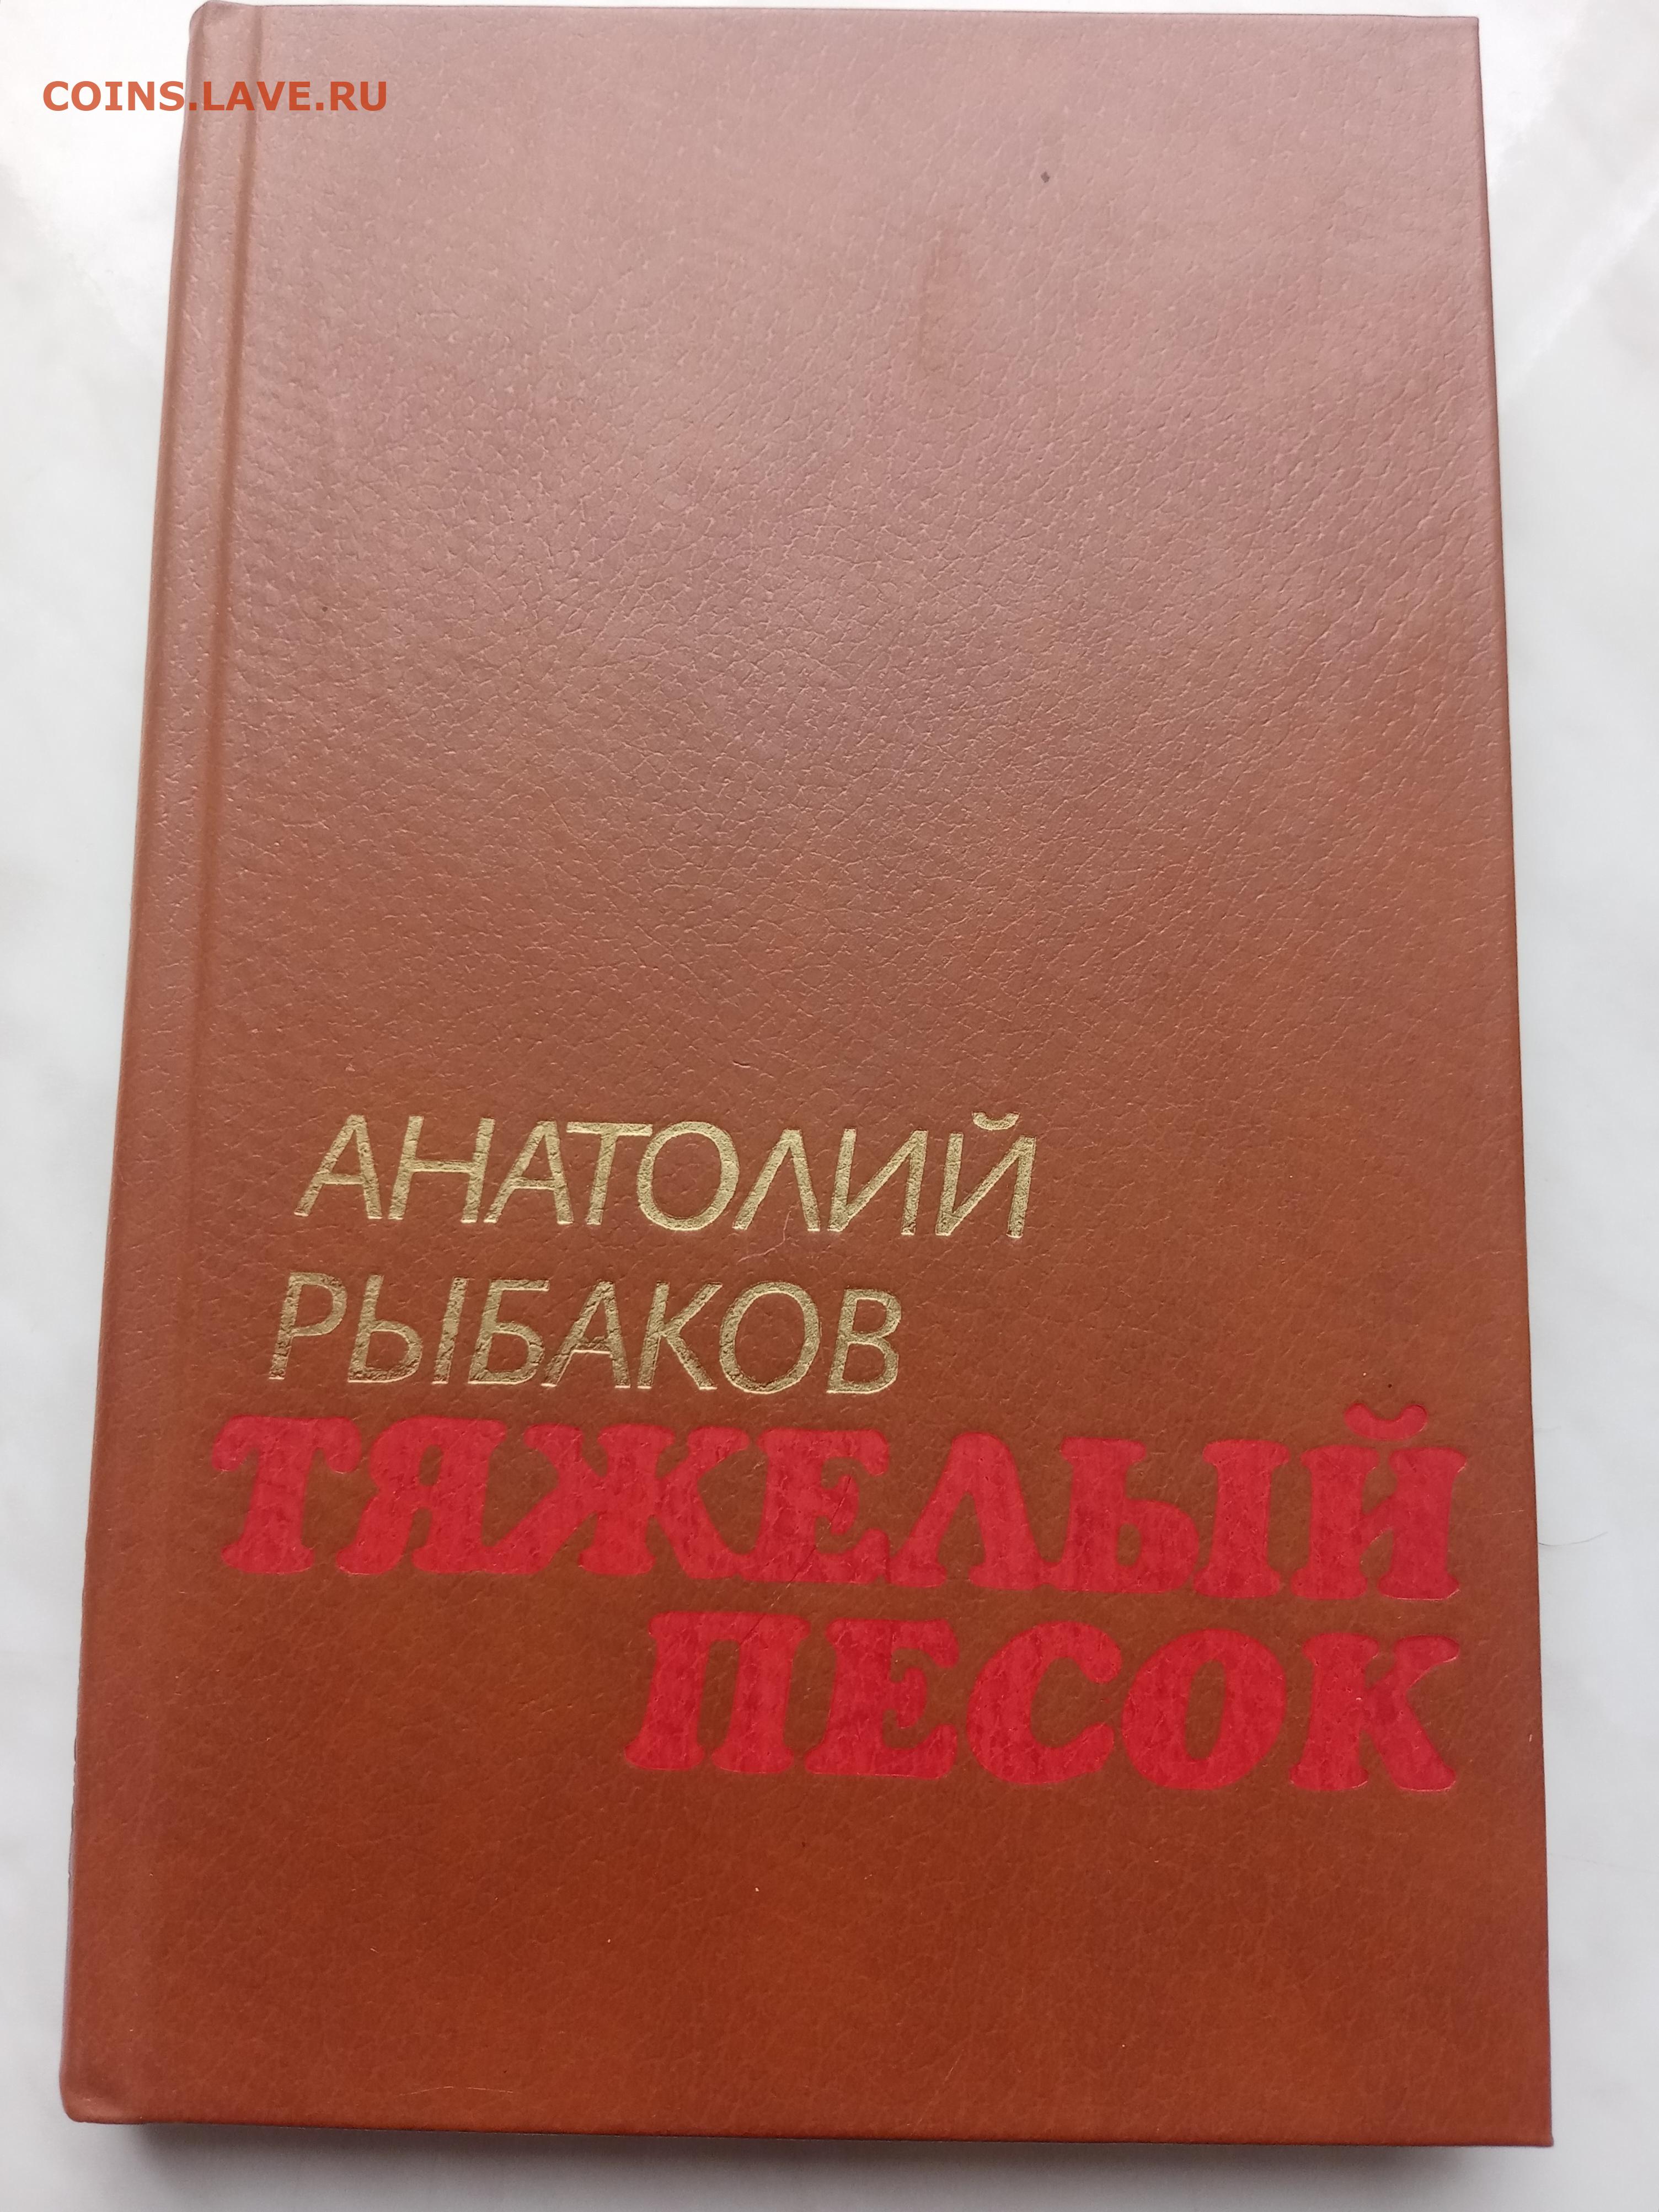 COINS.LAVE.RU
АНАТОЛИЙ
РЫБАКОВ
ТЯЖЕЛЫЙ
ПЕСОК